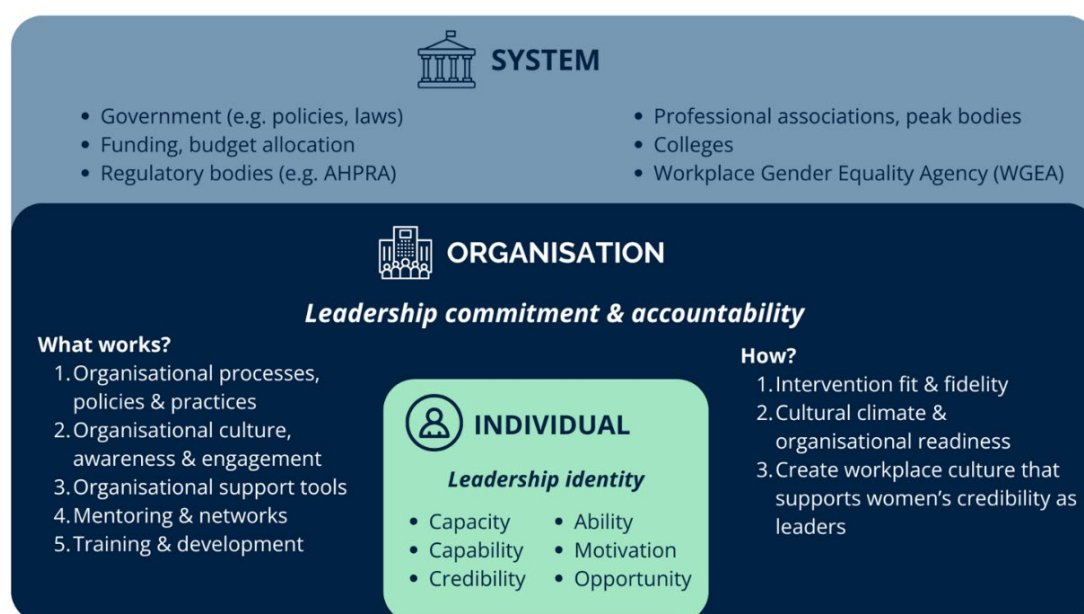 SYSTEM
• Government (e.g. policies, laws)
• Funding, budget allocation
• Regulatory bodies (e.g. AHPRA)
• Professional associations, peak bodies
• Colleges
• Workplace Gender Equality Agency (WGEA)
ORGANISATION
Leadership commitment & accountability
What works?
1. Organisational processes,
policies & practices
2. Organisational culture,
awareness & engagement
3. Organisational support tools
4. Mentoring & networks
5. Training & development
INDIVIDUAL
Leadership identity
• Capacity
• Capability
• Credibility
• Ability
• Motivation
• Opportunity
How?
1. Intervention fit & fidelity
2. Cultural climate &
organisational readiness
3. Create workplace culture that
supports women's credibility as
leaders